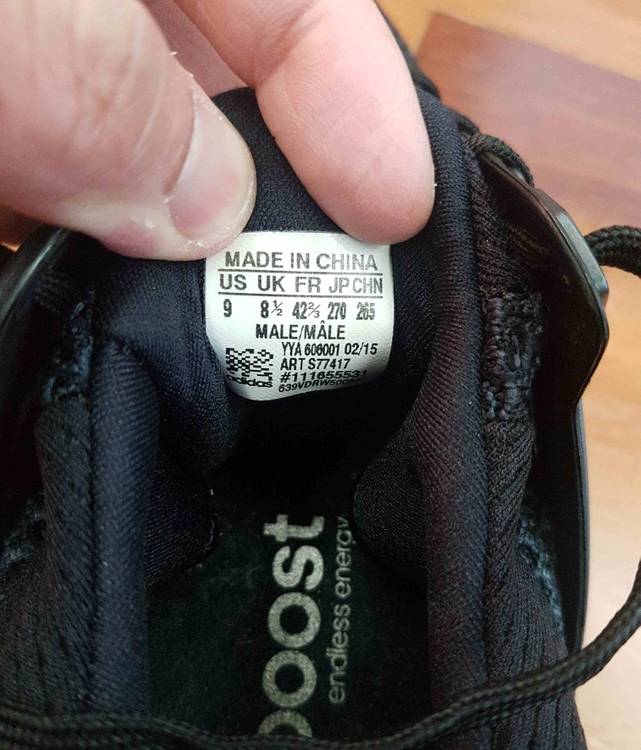 MADE IN CHINA
US UK FR JP CHN
9 8½ 42⅔ 270 265
MALE/MÂLE
YYA 606001 02/15
ART S77417
#111655531
adidas
boost
endless energy